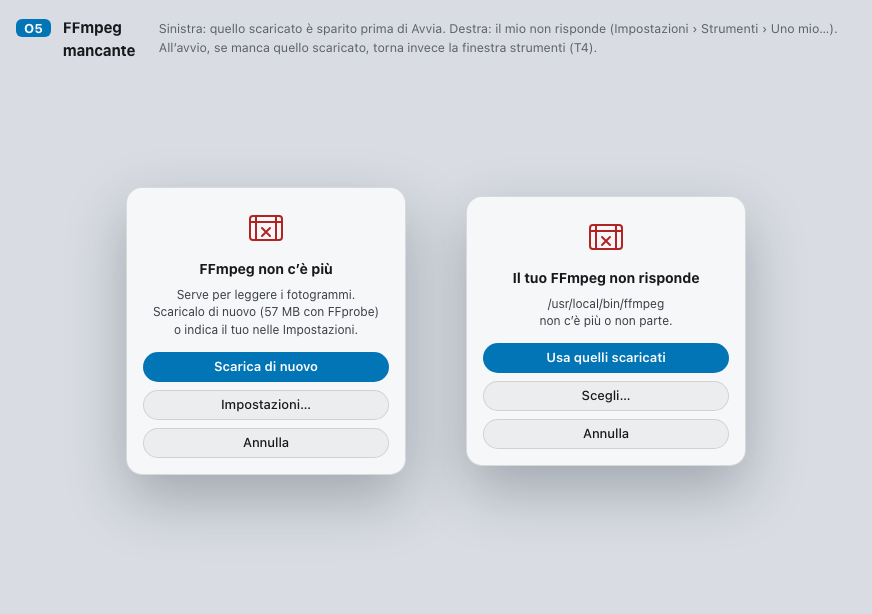 O5
FFmpeg
mancante
Sinistra: quello scaricato è sparito prima di Avvia. Destra: il mio non risponde (Impostazioni › Strumenti › Uno mio…).
All’avvio, se manca quello scaricato, torna invece la finestra strumenti (T4).
FFmpeg non c’è più
Serve per leggere i fotogrammi.
Scaricalo di nuovo (57 MB con FFprobe)
o indica il tuo nelle Impostazioni.
Scarica di nuovo
Impostazioni…
Annulla
Il tuo FFmpeg non risponde
/usr/local/bin/ffmpeg
non c’è più o non parte.
Usa quelli scaricati
Scegli…
Annulla